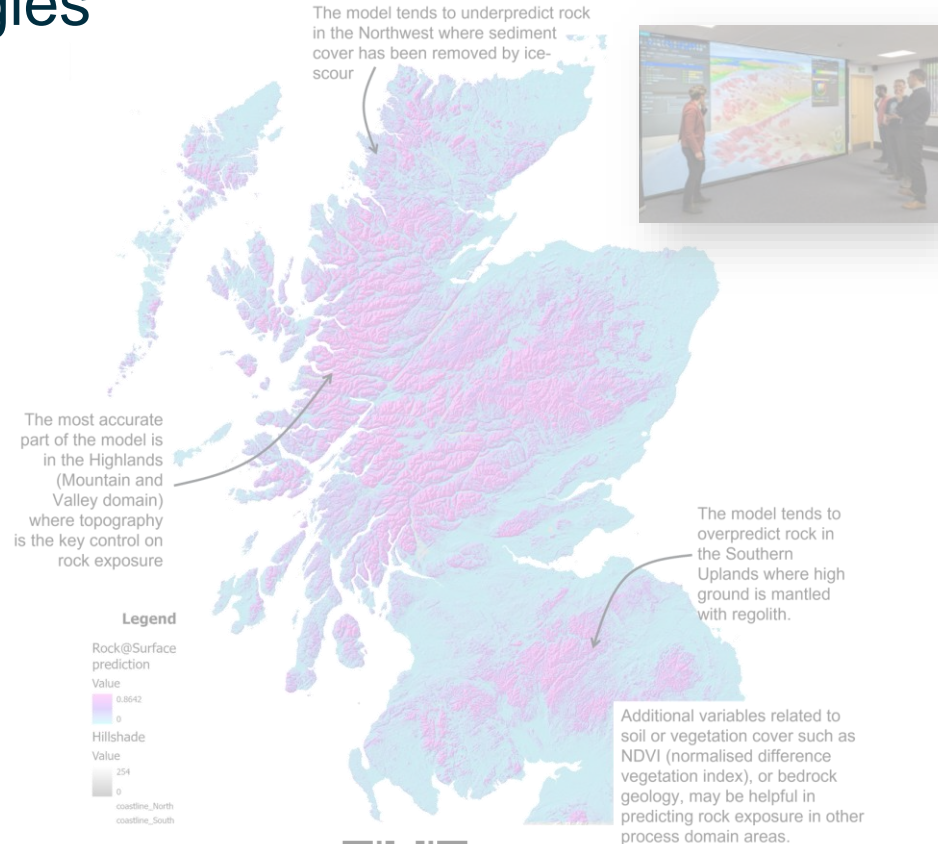 The model tends to underpredict rock
in the Northwest where sediment
cover has been removed by ice-
scour
The most accurate
part of the model is
in the Highlands
(Mountain and
Valley domain)
where topography
is the key control on
rock exposure
The model tends to
overpredict rock in
the Southern
Uplands where high
ground is mantled
with regolith.
Legend
Rock@Surface
prediction
Value
0.8642
0
Hillshade
Value
254
0
coastline_North
coastline_South
Additional variables related to
soil or vegetation cover such as
NDVI (normalised difference
vegetation index), or bedrock
geology, may be helpful in
predicting rock exposure in other
process domain areas.